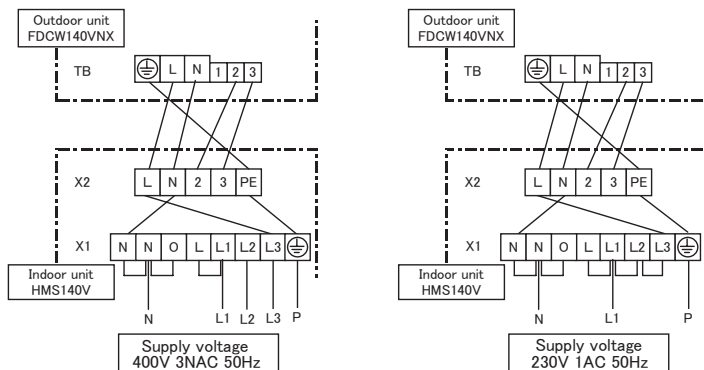 Outdoor unit
FDCW140VNX
TB
L N 1 2 3
X2
L N 2 3 PE
X1
N N O L L1 L2 L3
Indoor unit
HMS140V
N L1 L2 L3 P
Supply voltage
400V 3NAC 50Hz
Outdoor unit
FDCW140VNX
TB
L N 1 2 3
X2
L N 2 3 PE
X1
N N O L L1 L2 L3
Indoor unit
HMS140V
N L1 P
Supply voltage
230V 1AC 50Hz